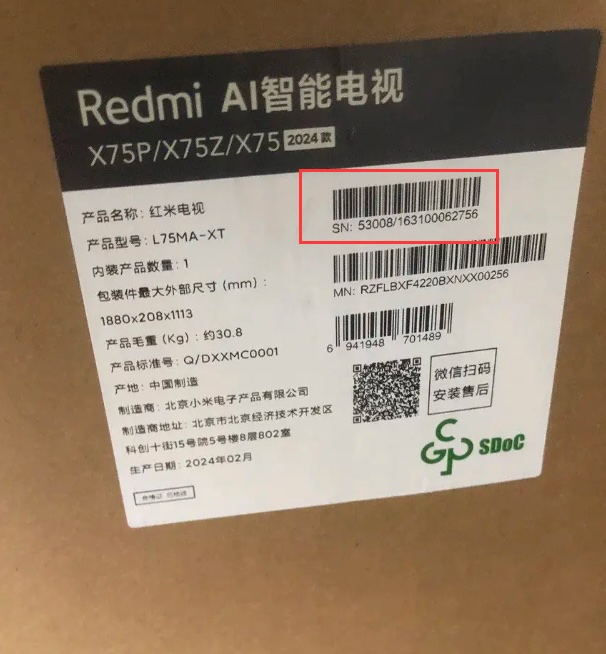 Redmi AI智能电视
X75P/X75Z/X75 2024款
产品名称: 红米电视
产品型号: L75MA-XT
内装产品数量: 1
包装件最大外部尺寸 (mm) :
1880x208x1113
产品毛重 (Kg) : 约30.8
产品标准号: Q/DXXMC0001
产地: 中国制造
制造商: 北京小米电子产品有限公司
制造商地址: 北京市北京经济技术开发区
科创十街15号院5号楼8层802室
生产日期: 2024年02月
SN: 53008/163100062756
MN: RZFLBXF4220BXNXX00256
6 941948 701489
微信扫码
安装售后
CGP SDoC